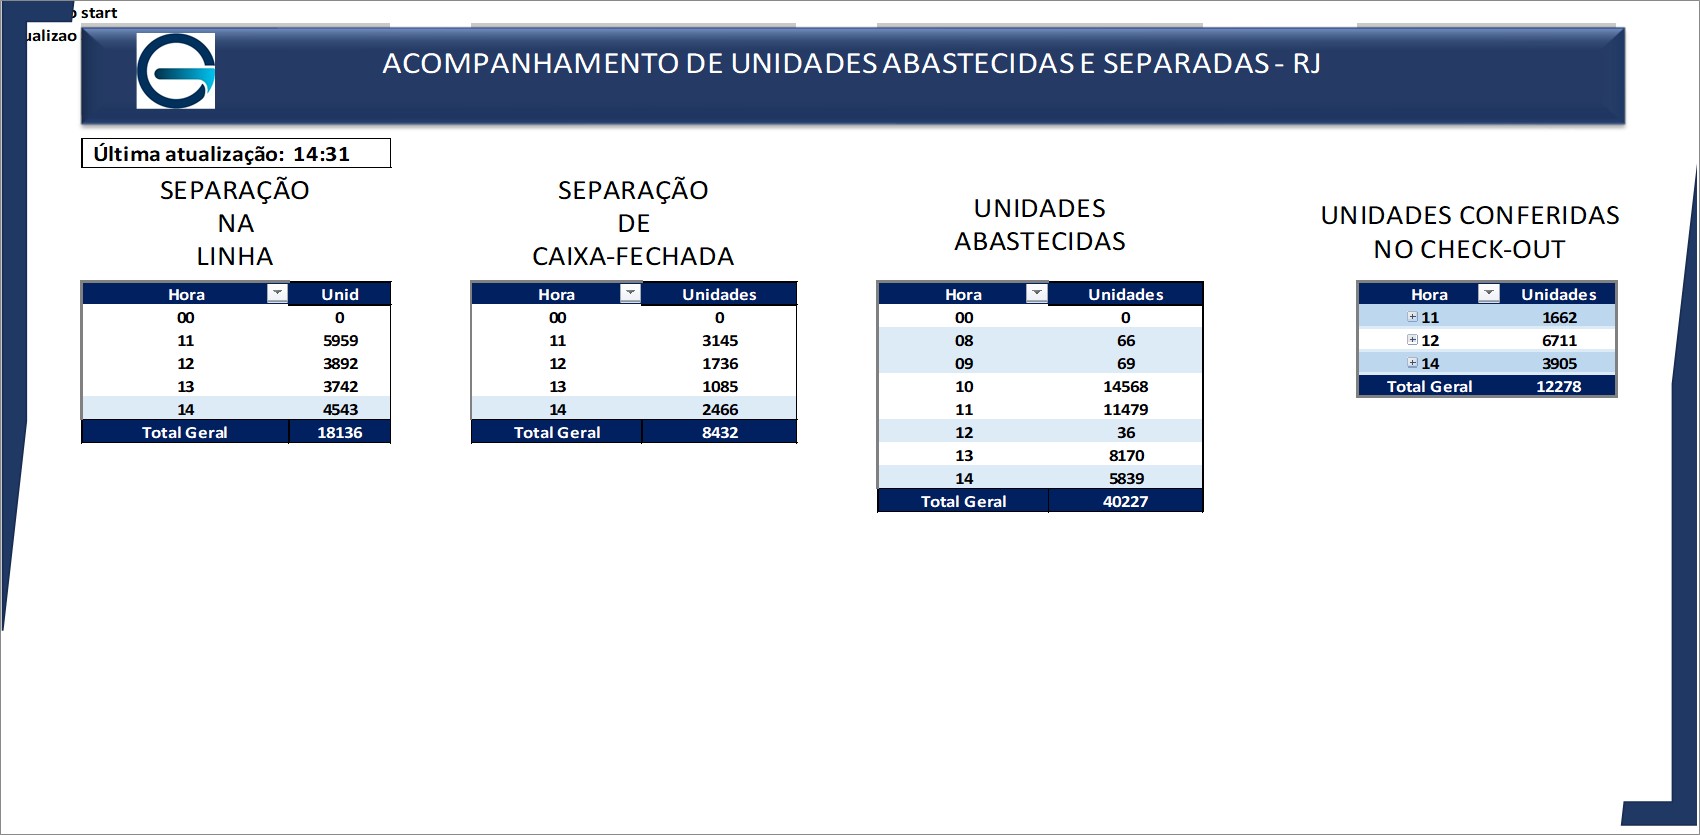 start
ACOMPANHAMENTO DE UNIDADES ABASTECIDAS E SEPARADAS - RJ
Última atualização: 14:31
SEPARAÇÃO
NA
LINHA
Hora Unid
00 0
11 5959
12 3892
13 3742
14 4543
Total Geral 18136
SEPARAÇÃO
DE
CAIXA-FECHADA
Hora Unidades
00 0
11 3145
12 1736
13 1085
14 2466
Total Geral 8432
UNIDADES
ABASTECIDAS
Hora Unidades
00 0
08 66
09 69
10 14568
11 11479
12 36
13 8170
14 5839
Total Geral 40227
UNIDADES CONFERIDAS
NO CHECK-OUT
Hora Unidades
11 1662
12 6711
14 3905
Total Geral 12278